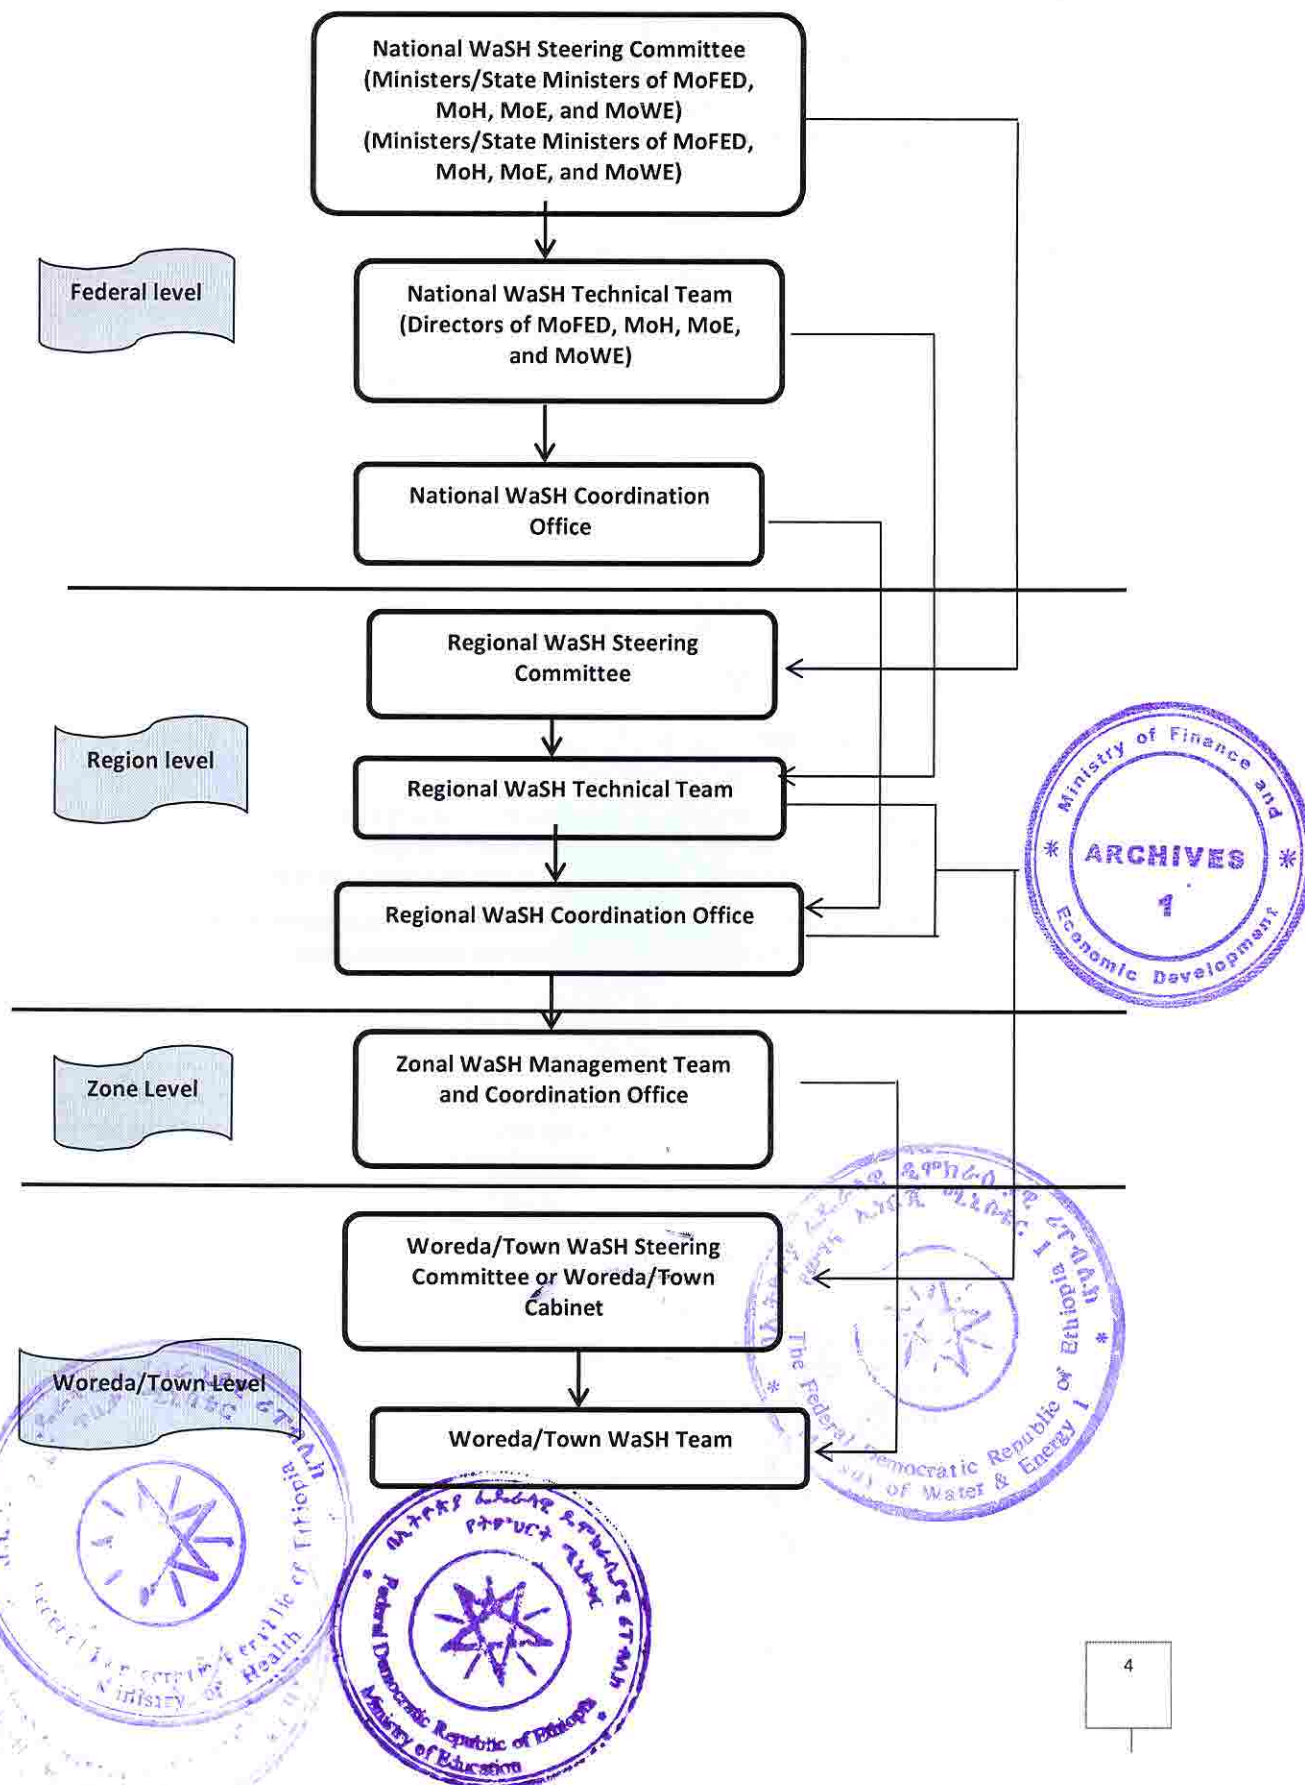 National WaSH Steering Committee
(Ministers/State Ministers of MoFED,
MoH, MoE, and MoWE)
(Ministers/State Ministers of MoFED,
MoH, MoE, and MoWE)
Federal level
National WaSH Technical Team
(Directors of MoFED, MoH, MoE,
and MoWE)
National WaSH Coordination
Office
Regional WaSH Steering
Committee
Region level
Regional WaSH Technical Team
Regional WaSH Coordination Office
Ministry of Finance and
Economic Development
ARCHIVES
1
Zone Level
Zonal WaSH Management Team
and Coordination Office
Woreda/Town WaSH Steering
Committee or Woreda/Town
Cabinet
The Federal Democratic Republic of Ethiopia
of Water & Energy 1
Woreda/Town Level
Woreda/Town WaSH Team
Republic of Ethiopia
Ministry of Health
Federal Democratic Republic of Ethiopia
Ministry of Education
4